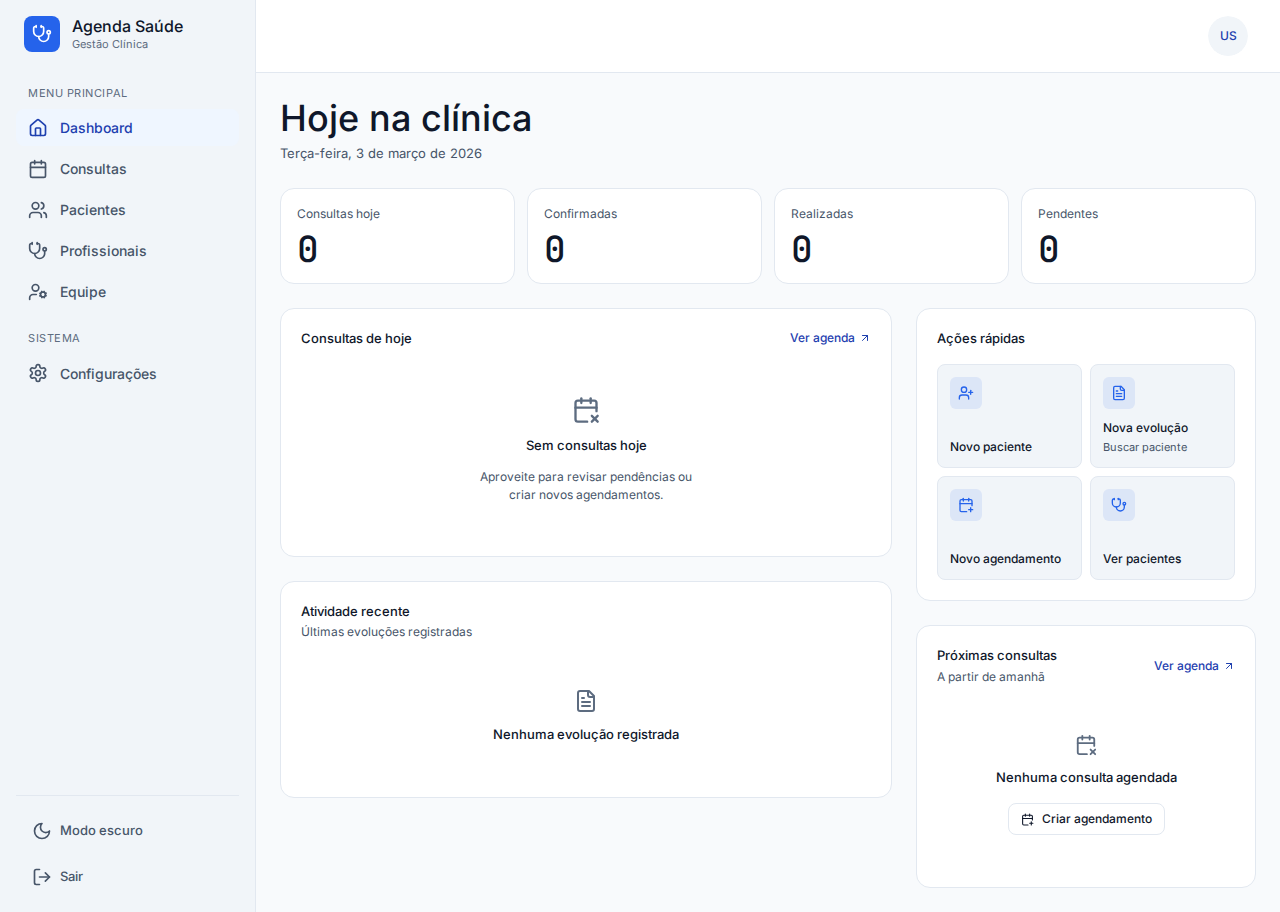 Agenda Saúde
Gestão Clínica
US
MENU PRINCIPAL
Dashboard
Consultas
Pacientes
Profissionais
Equipe
SISTEMA
Configurações
Modo escuro
Sair
Hoje na clínica
Terça-feira, 3 de março de 2026
Consultas hoje
0
Confirmadas
0
Realizadas
0
Pendentes
0
Consultas de hoje
Ver agenda
Sem consultas hoje
Aproveite para revisar pendências ou
criar novos agendamentos.
Atividade recente
Últimas evoluções registradas
Nenhuma evolução registrada
Ações rápidas
Novo paciente
Nova evolução
Buscar paciente
Novo agendamento
Ver pacientes
Próximas consultas
A partir de amanhã
Ver agenda
Nenhuma consulta agendada
Criar agendamento